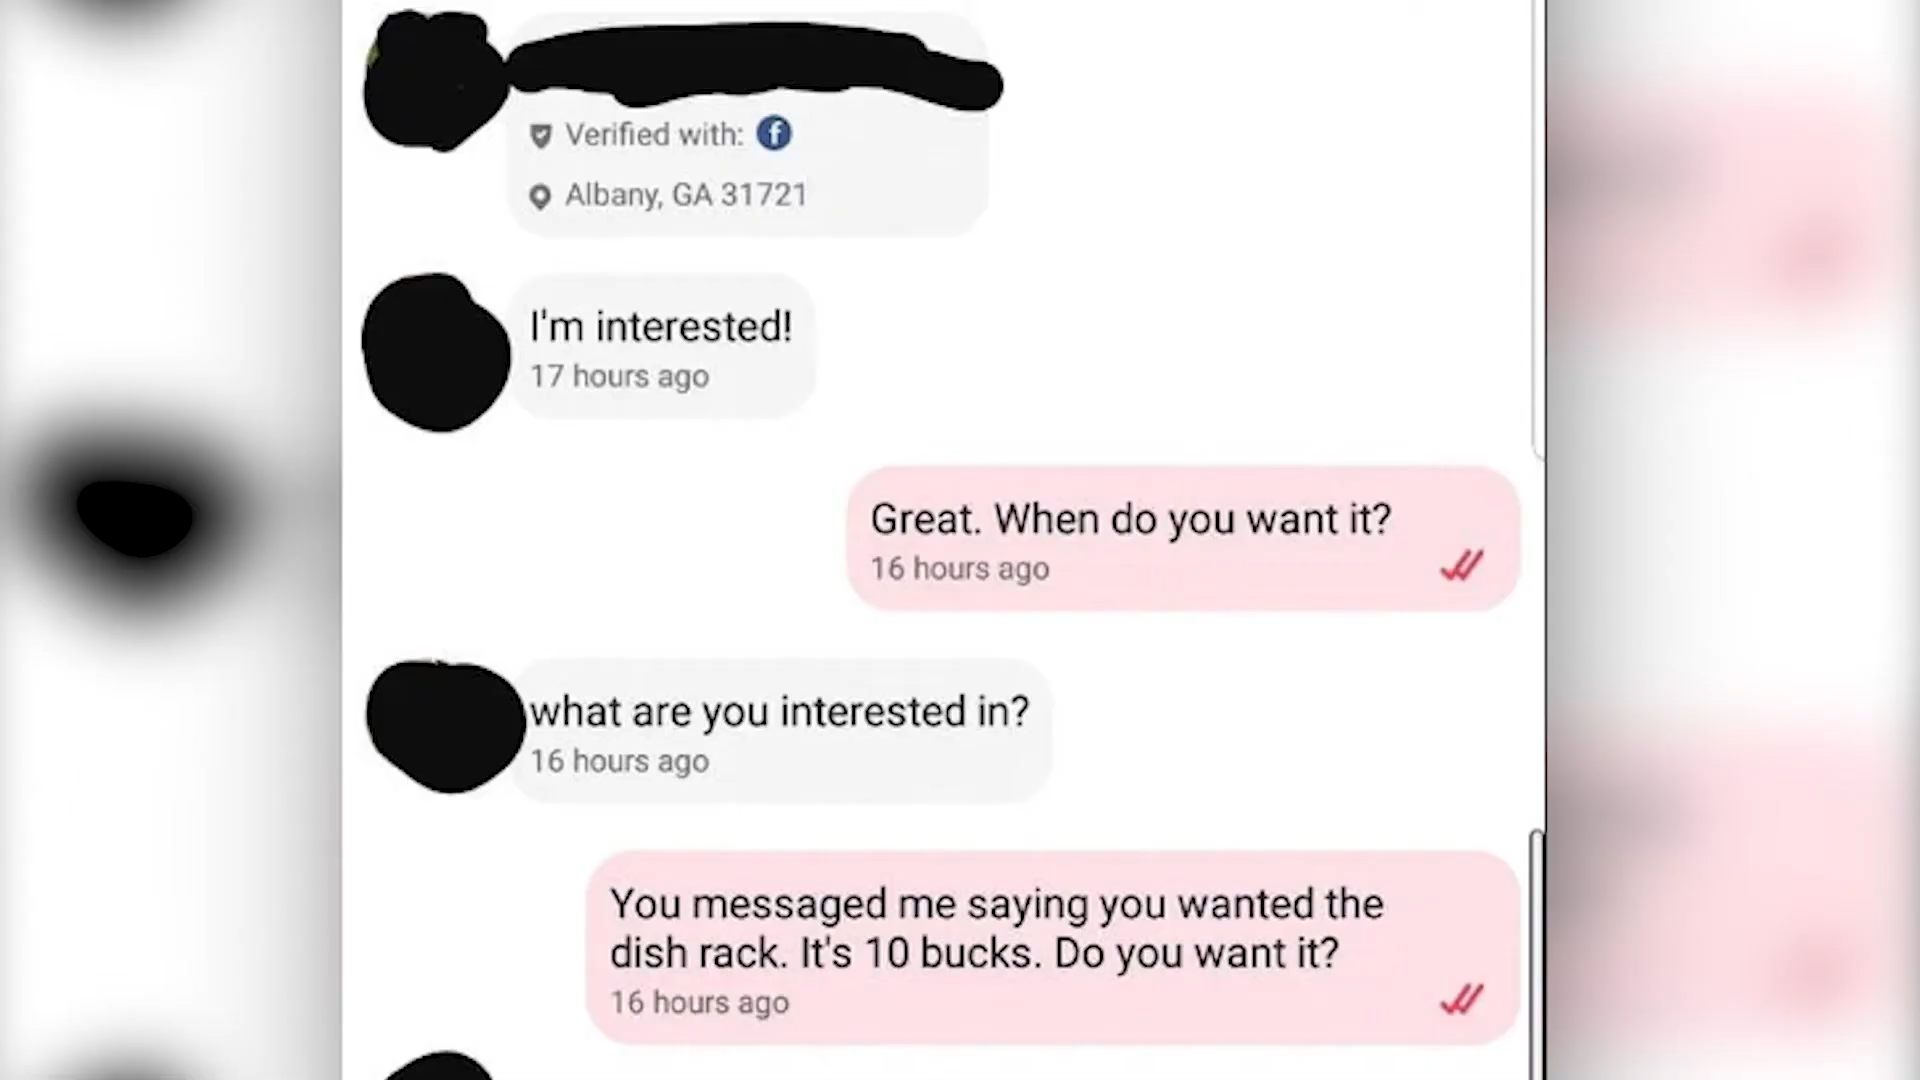 Verified with:
Albany, GA 31721
I'm interested!
17 hours ago
Great. When do you want it?
16 hours ago
what are you interested in?
16 hours ago
You messaged me saying you wanted the
dish rack. It's 10 bucks. Do you want it?
16 hours ago